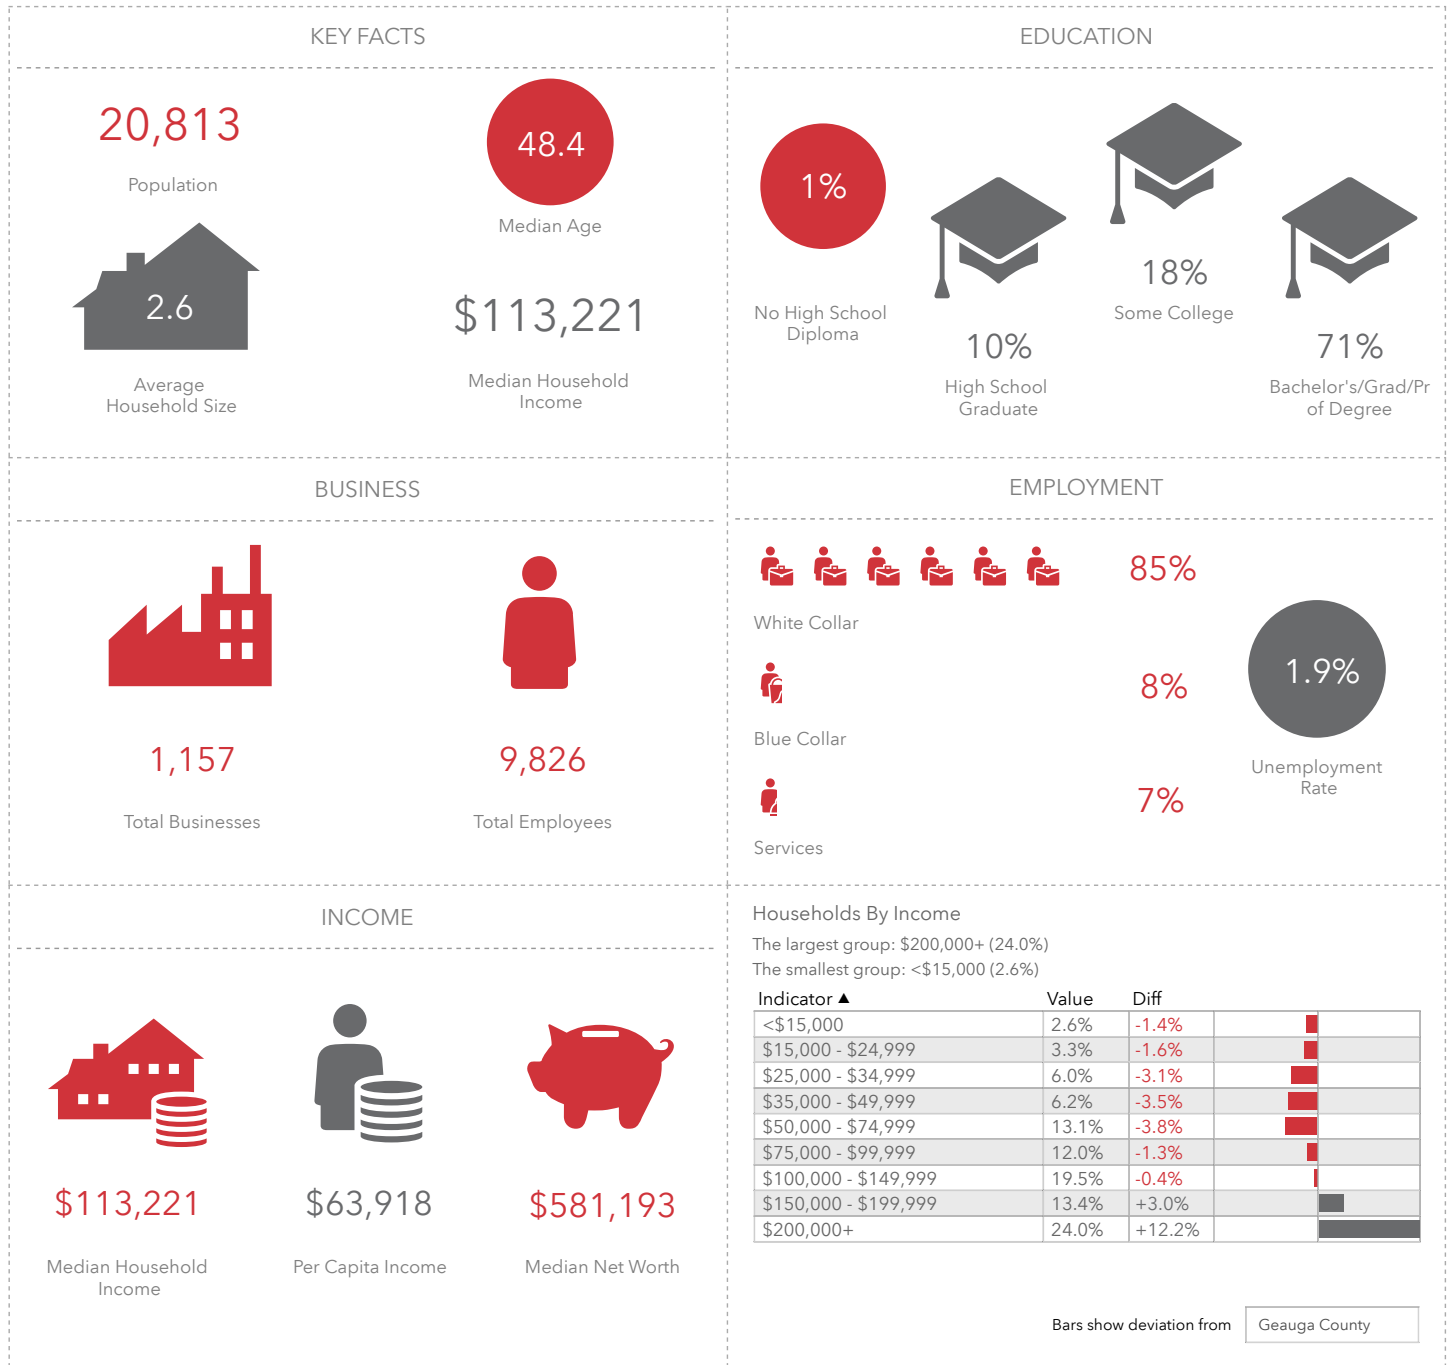 KEY FACTS
20,813
Population
48.4
Median Age
2.6
Average
Household Size
$113,221
Median Household
Income
EDUCATION
1%
No High School
Diploma
10%
High School
Graduate
18%
Some College
71%
Bachelor's/Grad/Pr
of Degree
BUSINESS
1,157
Total Businesses
9,826
Total Employees
EMPLOYMENT
85%
White Collar
8%
Blue Collar
7%
Services
1.9%
Unemployment
Rate
INCOME
$113,221
Median Household
Income
$63,918
Per Capita Income
$581,193
Median Net Worth
Households By Income
The largest group: $200,000+ (24.0%)
The smallest group: <$15,000 (2.6%)
Indicator ▲ Value Diff
<$15,000 2.6% -1.4%
$15,000 - $24,999 3.3% -1.6%
$25,000 - $34,999 6.0% -3.1%
$35,000 - $49,999 6.2% -3.5%
$50,000 - $74,999 13.1% -3.8%
$75,000 - $99,999 12.0% -1.3%
$100,000 - $149,999 19.5% -0.4%
$150,000 - $199,999 13.4% +3.0%
$200,000+ 24.0% +12.2%
Bars show deviation from Geauga County